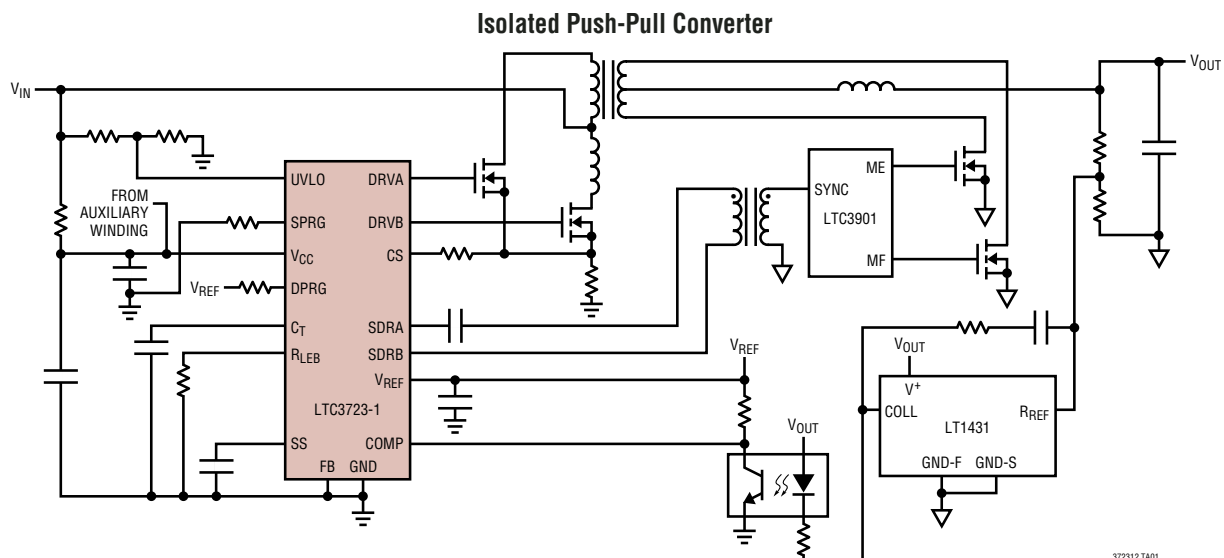 Isolated Push-Pull Converter
VIN
VOUT
UVLO
DRVA
ME
SYNC
LTC3901
FROM
AUXILIARY
WINDING
SPRG
DRVB
VCC
CS
MF
VREF
DPRG
CT
SDRA
RLEB
SDRB
VREF
VREF
VOUT
V+
LTC3723-1
COLL
RREF
LT1431
SS
COMP
VOUT
FB
GND
GND-F
GND-S
372312 TA01